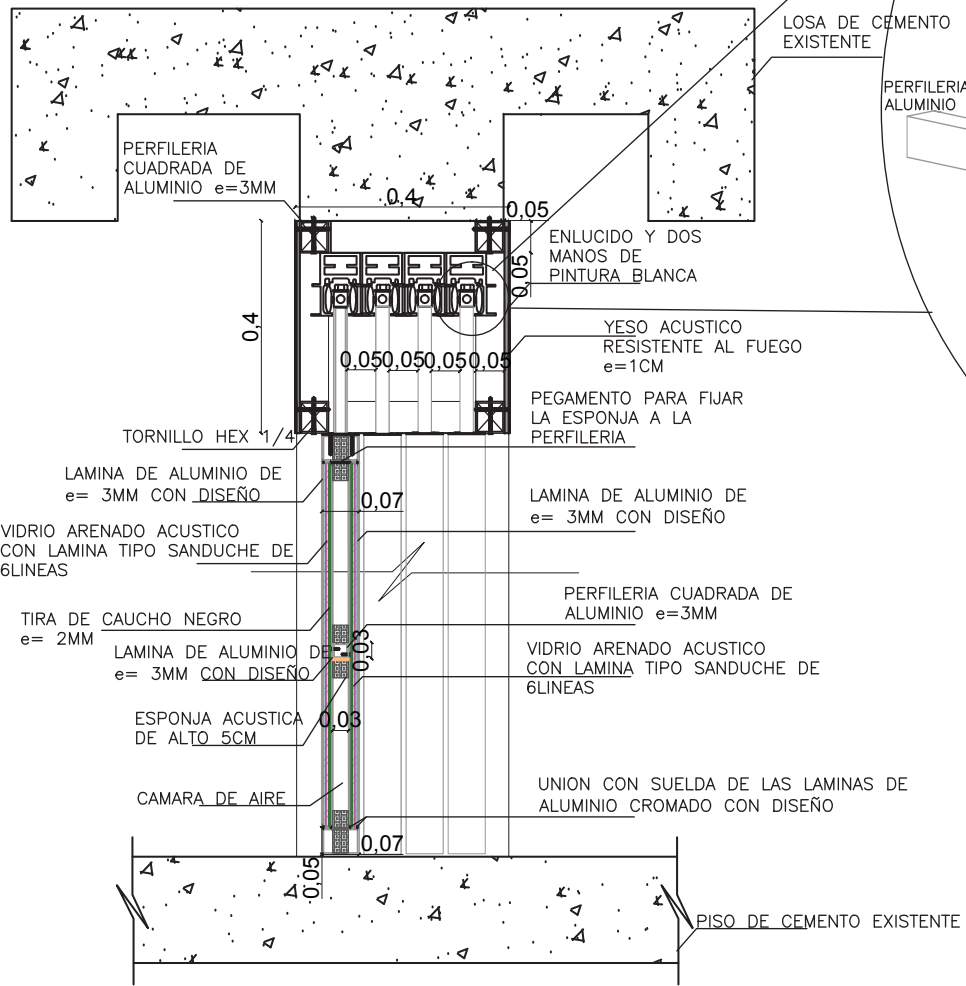 LOSA DE CEMENTO
EXISTENTE
PERFILERIA
ALUMINIO
PERFILERIA
CUADRADA DE
ALUMINIO e=3MM
0,4
0,05
ENLUCIDO Y DOS
MANOS DE
PINTURA BLANCA
0,05
0,4
YESO ACUSTICO
RESISTENTE AL FUEGO
e=1CM
0,05
0,05
0,05
0,05
PEGAMENTO PARA FIJAR
LA ESPONJA A LA
PERFILERIA
TORNILLO HEX 1/4
LAMINA DE ALUMINIO DE
e= 3MM CON DISEÑO
0,07
LAMINA DE ALUMINIO DE
e= 3MM CON DISEÑO
VIDRIO ARENADO ACUSTICO
CON LAMINA TIPO SANDUCHE DE
6LINEAS
PERFILERIA CUADRADA DE
ALUMINIO e=3MM
TIRA DE CAUCHO NEGRO
e= 2MM
0,03
LAMINA DE ALUMINIO DE
e= 3MM CON DISEÑO
VIDRIO ARENADO ACUSTICO
CON LAMINA TIPO SANDUCHE DE
6LINEAS
ESPONJA ACUSTICA
DE ALTO 5CM
0,03
CAMARA DE AIRE
UNION CON SUELDA DE LAS LAMINAS DE
ALUMINIO CROMADO CON DISEÑO
0,07
0,05
PISO DE CEMENTO EXISTENTE